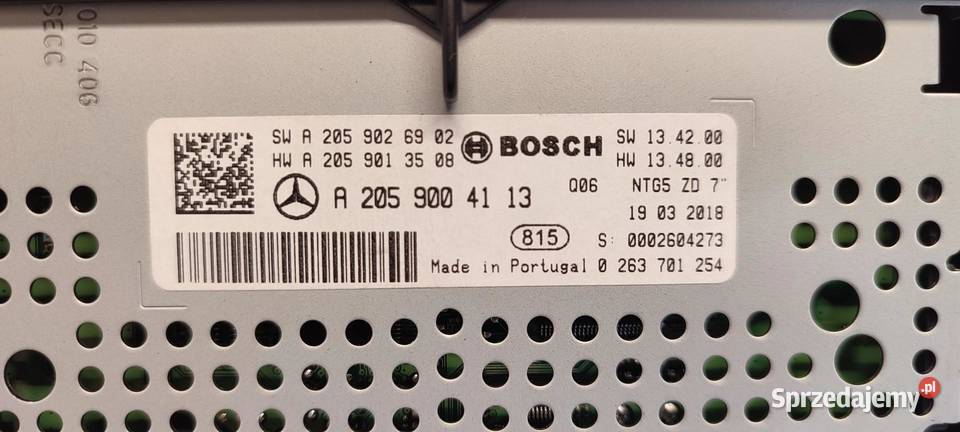 010 406
SECC
SW A 205 902 69 02
HW A 205 901 35 08
BOSCH
SW 13.42.00
HW 13.48.00
A 205 900 41 13
Q06 NTG5 ZD 7"
19 03 2018
815
S: 0002604273
Made in Portugal 0 263 701 254
Sprzedajemy.pl